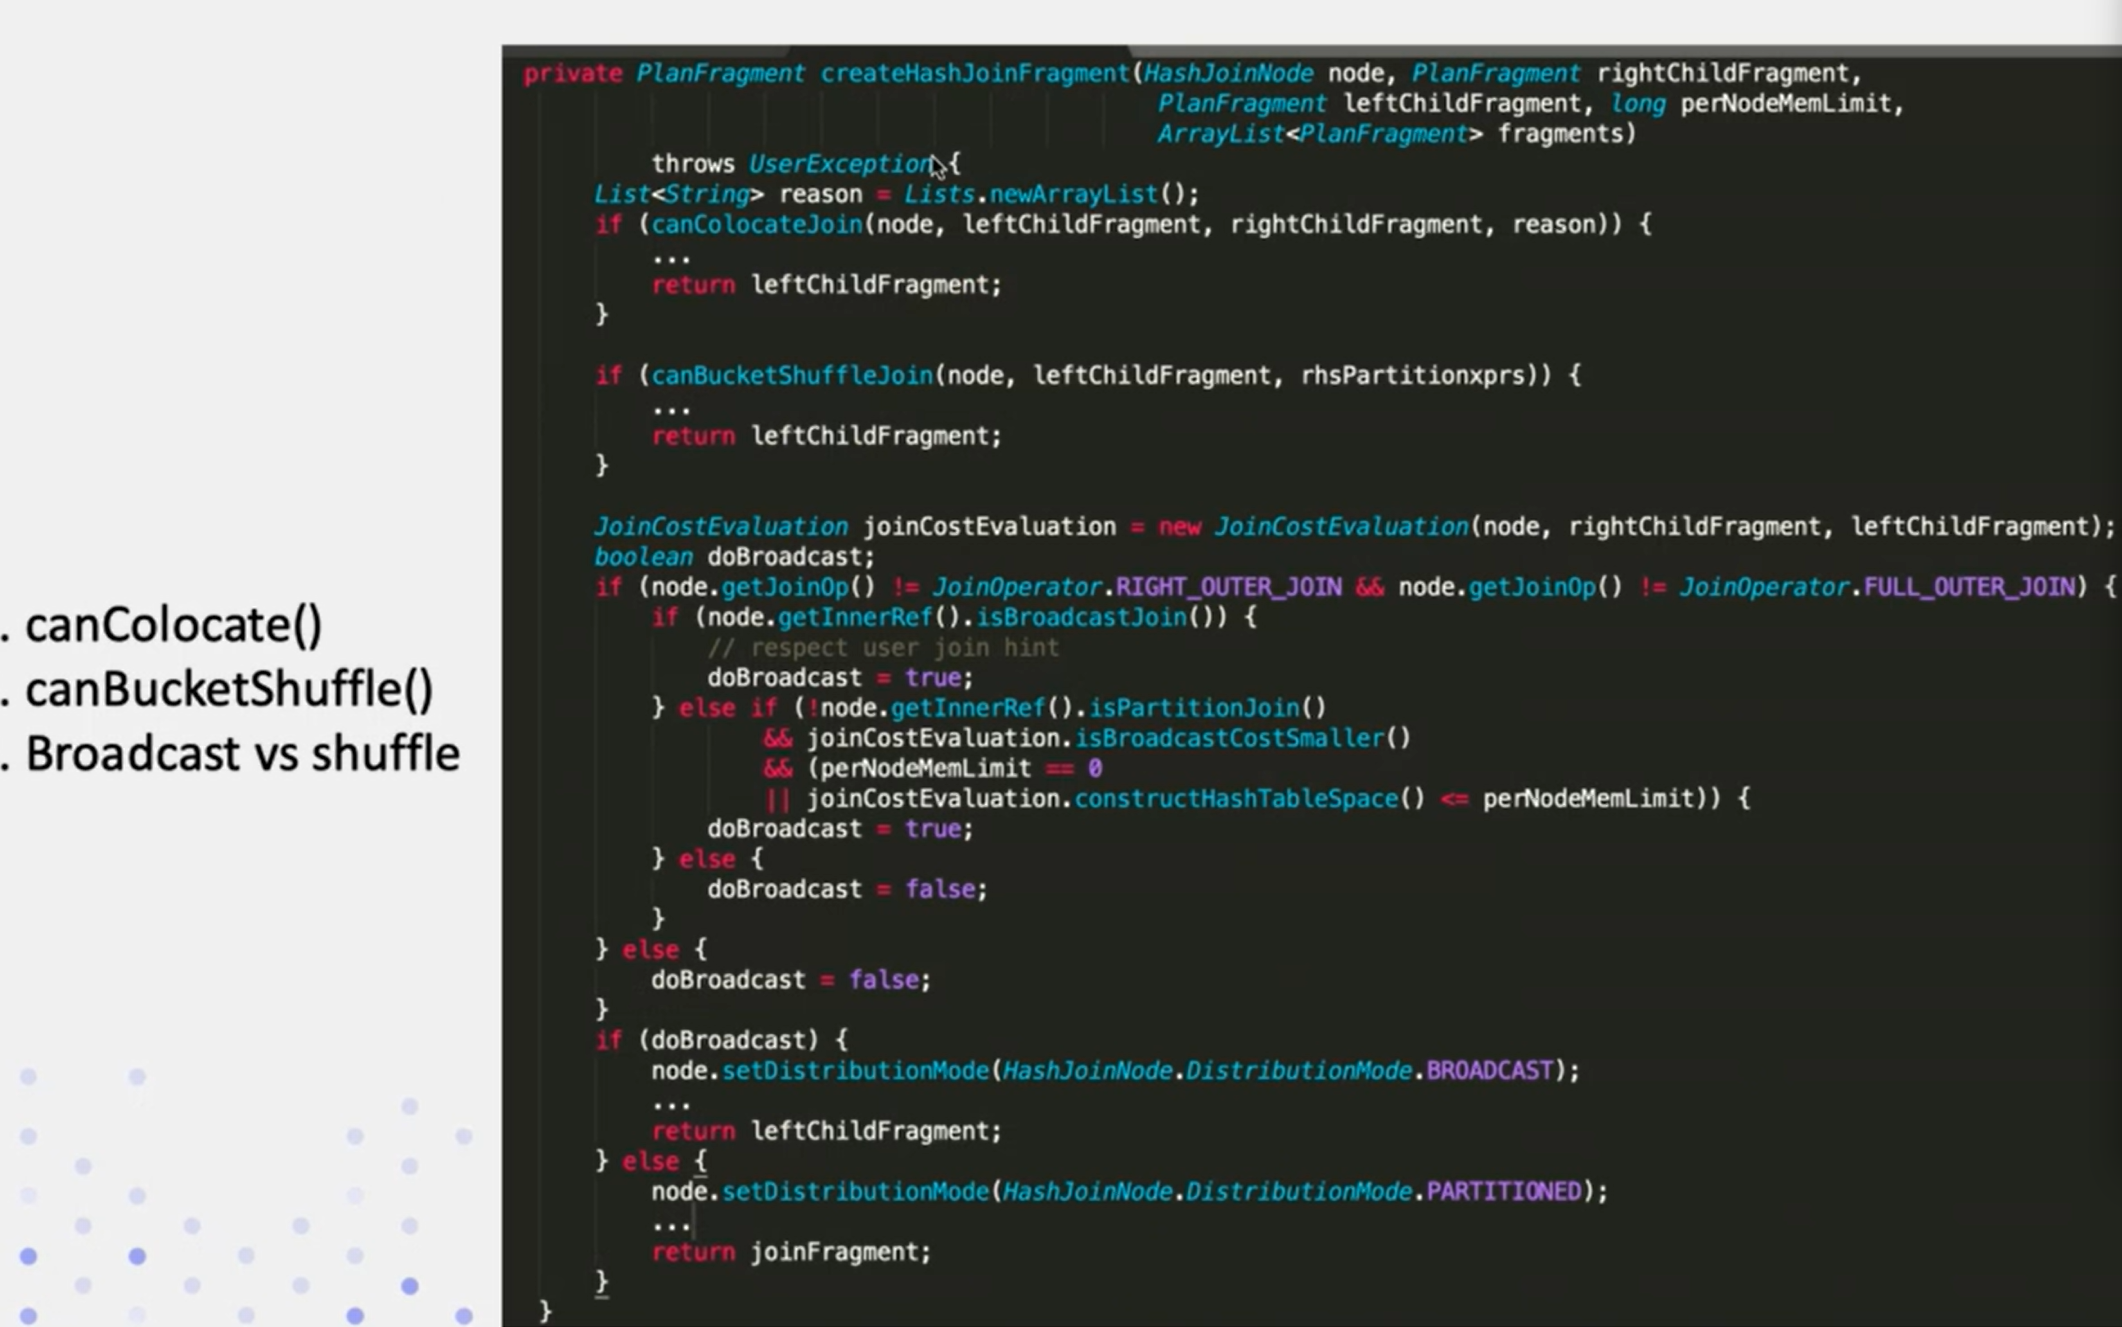 . canColocate()
. canBucketShuffle()
. Broadcast vs shuffle
private PlanFragment createHashJoinFragment(HashJoinNode node, PlanFragment rightChildFragment,
PlanFragment leftChildFragment, long perNodeMemLimit,
ArrayList<PlanFragment> fragments)
throws UserException {
List<String> reason = Lists.newArrayList();
if (canColocateJoin(node, leftChildFragment, rightChildFragment, reason)) {
...
return leftChildFragment;
}
if (canBucketShuffleJoin(node, leftChildFragment, rhsPartitionxprs)) {
...
return leftChildFragment;
}
JoinCostEvaluation joinCostEvaluation = new JoinCostEvaluation(node, rightChildFragment, leftChildFragment);
boolean doBroadcast;
if (node.getJoinOp() != JoinOperator.RIGHT_OUTER_JOIN && node.getJoinOp() != JoinOperator.FULL_OUTER_JOIN) {
if (node.getInnerRef().isBroadcastJoin()) {
// respect user join hint
doBroadcast = true;
} else if (!node.getInnerRef().isPartitionJoin()
&& joinCostEvaluation.isBroadcastCostSmaller()
&& (perNodeMemLimit == 0
|| joinCostEvaluation.constructHashTableSpace() <= perNodeMemLimit)) {
doBroadcast = true;
} else {
doBroadcast = false;
}
} else {
doBroadcast = false;
}
if (doBroadcast) {
node.setDistributionMode(HashJoinNode.DistributionMode.BROADCAST);
...
return leftChildFragment;
} else {
node.setDistributionMode(HashJoinNode.DistributionMode.PARTITIONED);
...
return joinFragment;
}
}